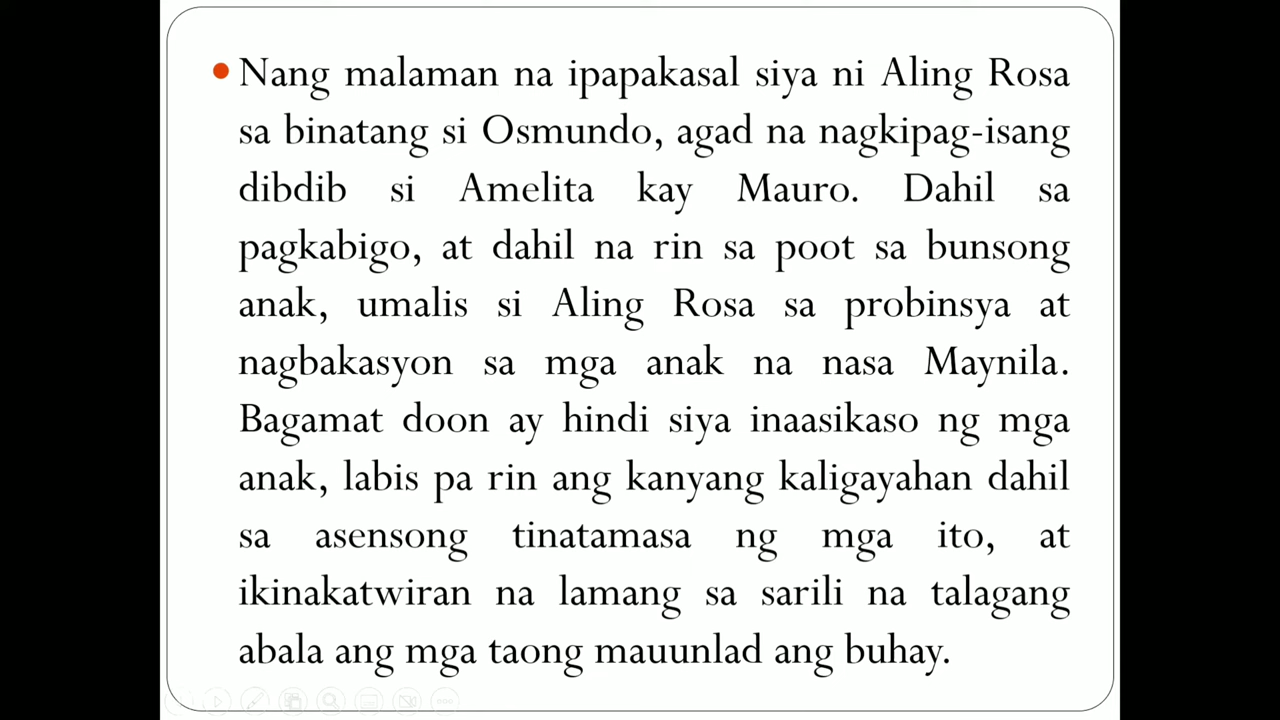 • Nang malaman na ipapakasal siya ni Aling Rosa
sa binatang si Osmundo, agad na nagkipag-isang
dibdib si Amelita kay Mauro. Dahil sa
pagkabigo, at dahil na rin sa poot sa bunsong
anak, umalis si Aling Rosa sa probinsya at
nagbakasyon sa mga anak na nasa Maynila.
Bagamat doon ay hindi siya inaasikaso ng mga
anak, labis pa rin ang kanyang kaligayahan dahil
sa asensong tinatamasa ng mga ito, at
ikinakatwiran na lamang sa sarili na talagang
abala ang mga taong mauunlad ang buhay.